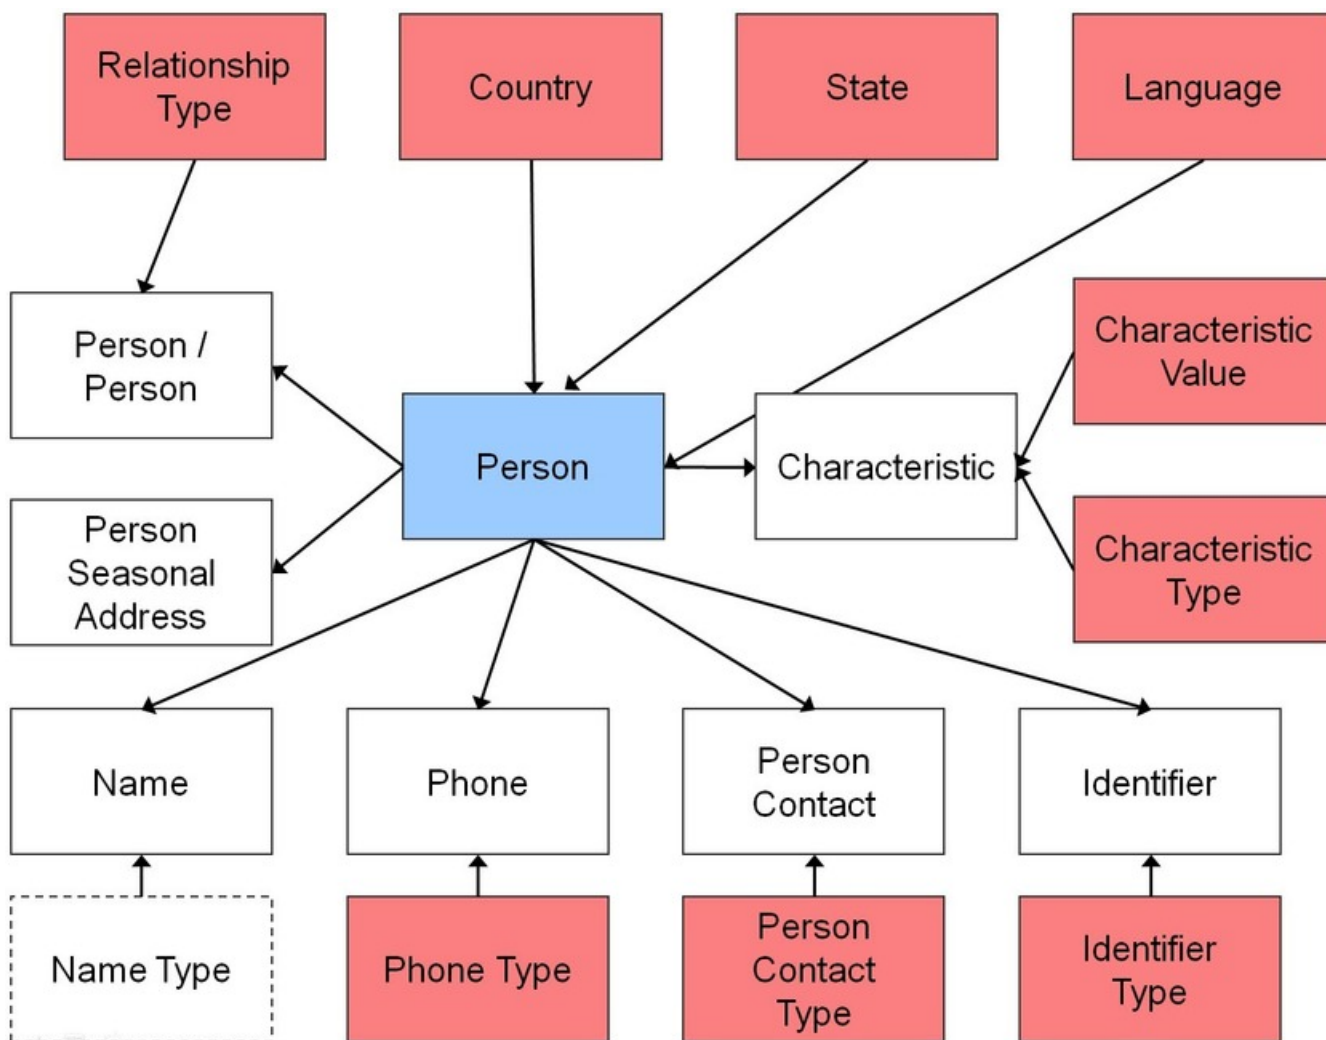 Relationship
Type
Country
State
Language
Person /
Person
Characteristic
Value
Person
Characteristic
Person
Seasonal
Address
Characteristic
Type
Name
Phone
Person
Contact
Identifier
Name Type
Phone Type
Person
Contact
Type
Identifier
Type